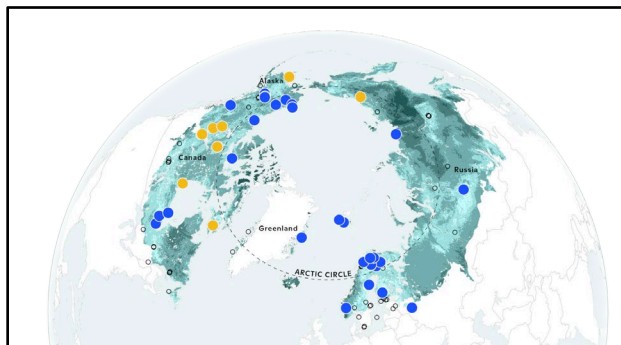 Alaska
Canada
Russia
Greenland
ARCTIC CIRCLE